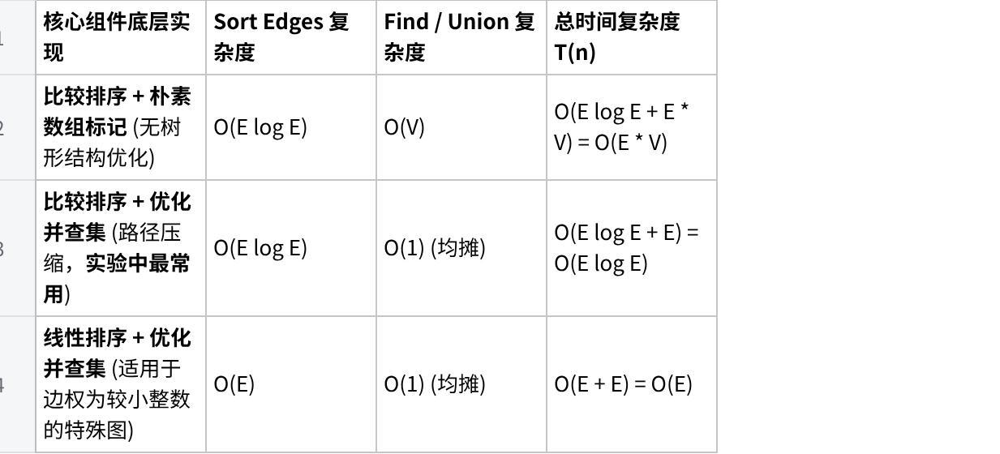 核心组件底层实
现
Sort Edges 复
杂度
Find / Union 复
杂度
总时间复杂度
T(n)
比较排序 + 朴素
数组标记 (无树
形结构优化)
O(E log E)
O(V)
O(E log E + E *
V) = O(E * V)
比较排序 + 优化
并查集 (路径压
缩，实验中最常
用)
O(E log E)
O(1) (均摊)
O(E log E + E) =
O(E log E)
线性排序 + 优化
并查集 (适用于
边权为较小整数
的特殊图)
O(E)
O(1) (均摊)
O(E + E) = O(E)